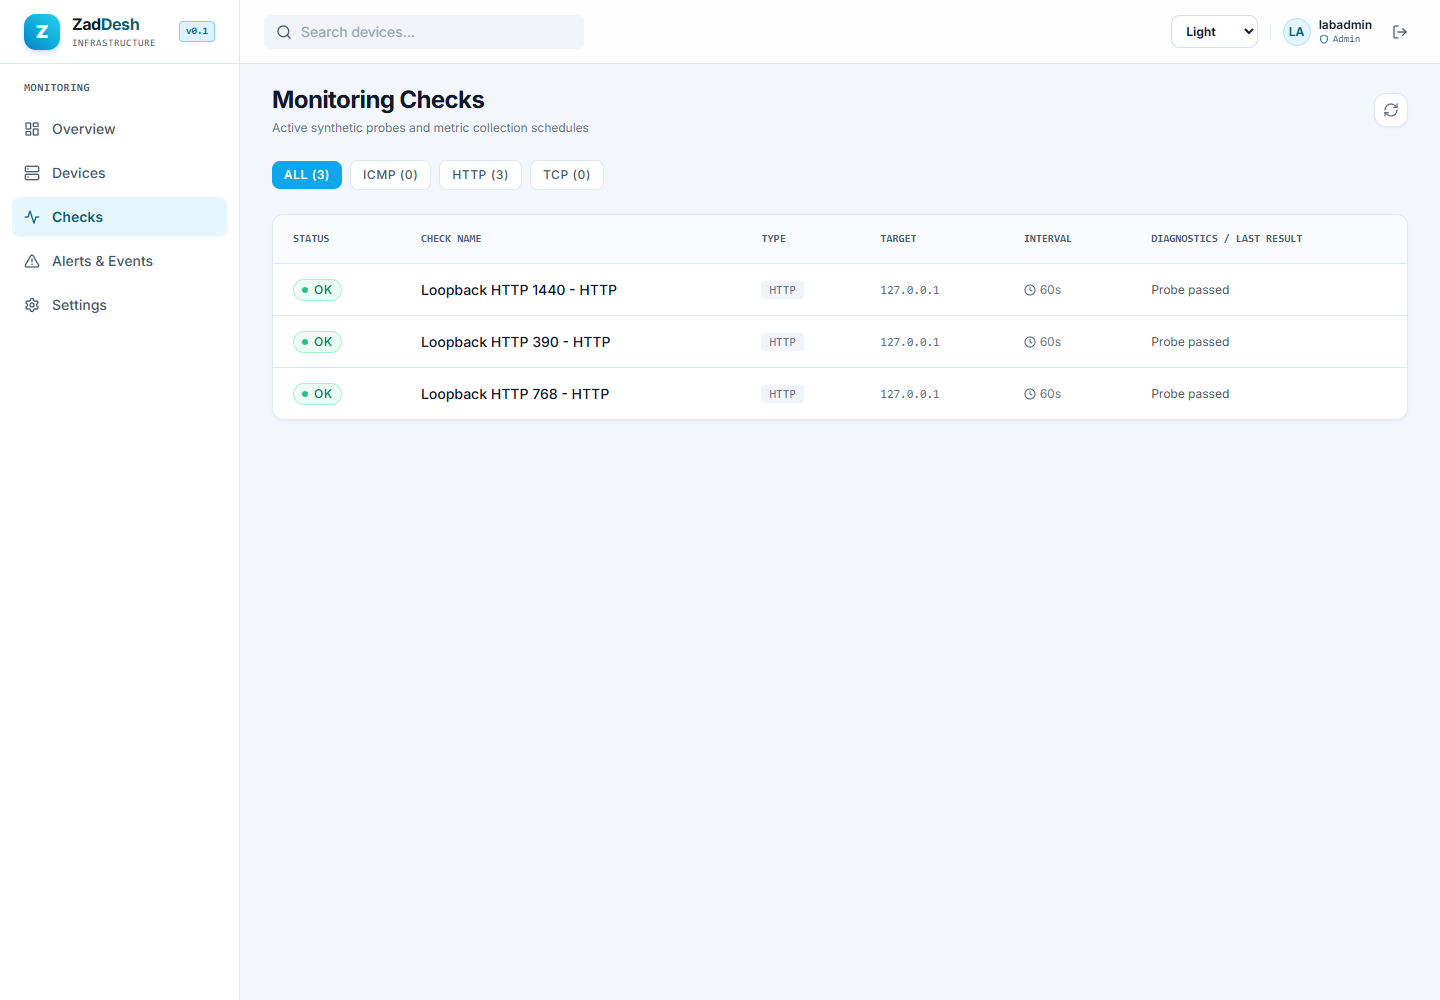 Z
ZadDesh
INFRASTRUCTURE
v0.1
Search devices...
Light
LA
labadmin
Admin
MONITORING
Overview
Devices
Checks
Alerts & Events
Settings
Monitoring Checks
Active synthetic probes and metric collection schedules
ALL (3) ICMP (0) HTTP (3) TCP (0)
STATUS CHECK NAME TYPE TARGET INTERVAL DIAGNOSTICS / LAST RESULT
OK Loopback HTTP 1440 - HTTP HTTP 127.0.0.1 60s Probe passed
OK Loopback HTTP 390 - HTTP HTTP 127.0.0.1 60s Probe passed
OK Loopback HTTP 768 - HTTP HTTP 127.0.0.1 60s Probe passed